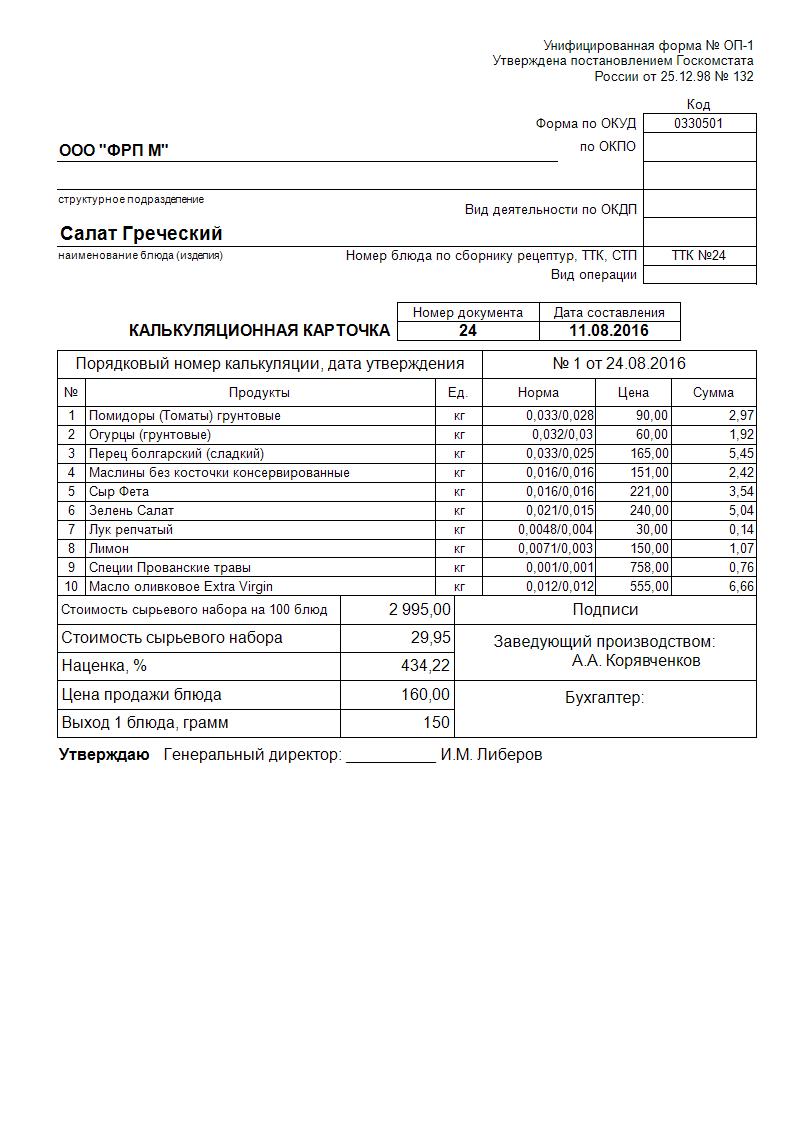 Унифицированная форма № ОП-1
Утверждена постановлением Госкомстата
России от 25.12.98 № 132
Код
Форма по ОКУД 0330501
ООО "ФРП М" по ОКПО
структурное подразделение
Вид деятельности по ОКДП
Салат Греческий
наименование блюда (изделия) Номер блюда по сборнику рецептур, ТТК, СТП ТТК №24
Вид операции
Номер документа Дата составления
КАЛЬКУЛЯЦИОННАЯ КАРТОЧКА 24 11.08.2016
Порядковый номер калькуляции, дата утверждения № 1 от 24.08.2016
№ Продукты Ед. Норма Цена Сумма
1 Помидоры (Томаты) грунтовые кг 0,033/0,028 90,00 2,97
2 Огурцы (грунтовые) кг 0,032/0,03 60,00 1,92
3 Перец болгарский (сладкий) кг 0,033/0,025 165,00 5,45
4 Маслины без косточки консервированные кг 0,016/0,016 151,00 2,42
5 Сыр Фета кг 0,016/0,016 221,00 3,54
6 Зелень Салат кг 0,021/0,015 240,00 5,04
7 Лук репчатый кг 0,0048/0,004 30,00 0,14
8 Лимон кг 0,0071/0,003 150,00 1,07
9 Специи Прованские травы кг 0,001/0,001 758,00 0,76
10 Масло оливковое Extra Virgin кг 0,012/0,012 555,00 6,66
Стоимость сырьевого набора на 100 блюд 2 995,00 Подписи
Стоимость сырьевого набора 29,95 Заведующий производством:
А.А. Корявченков
Наценка, % 434,22
Цена продажи блюда 160,00 Бухгалтер:
Выход 1 блюда, грамм 150
Утверждаю Генеральный директор: __________ И.М. Либеров